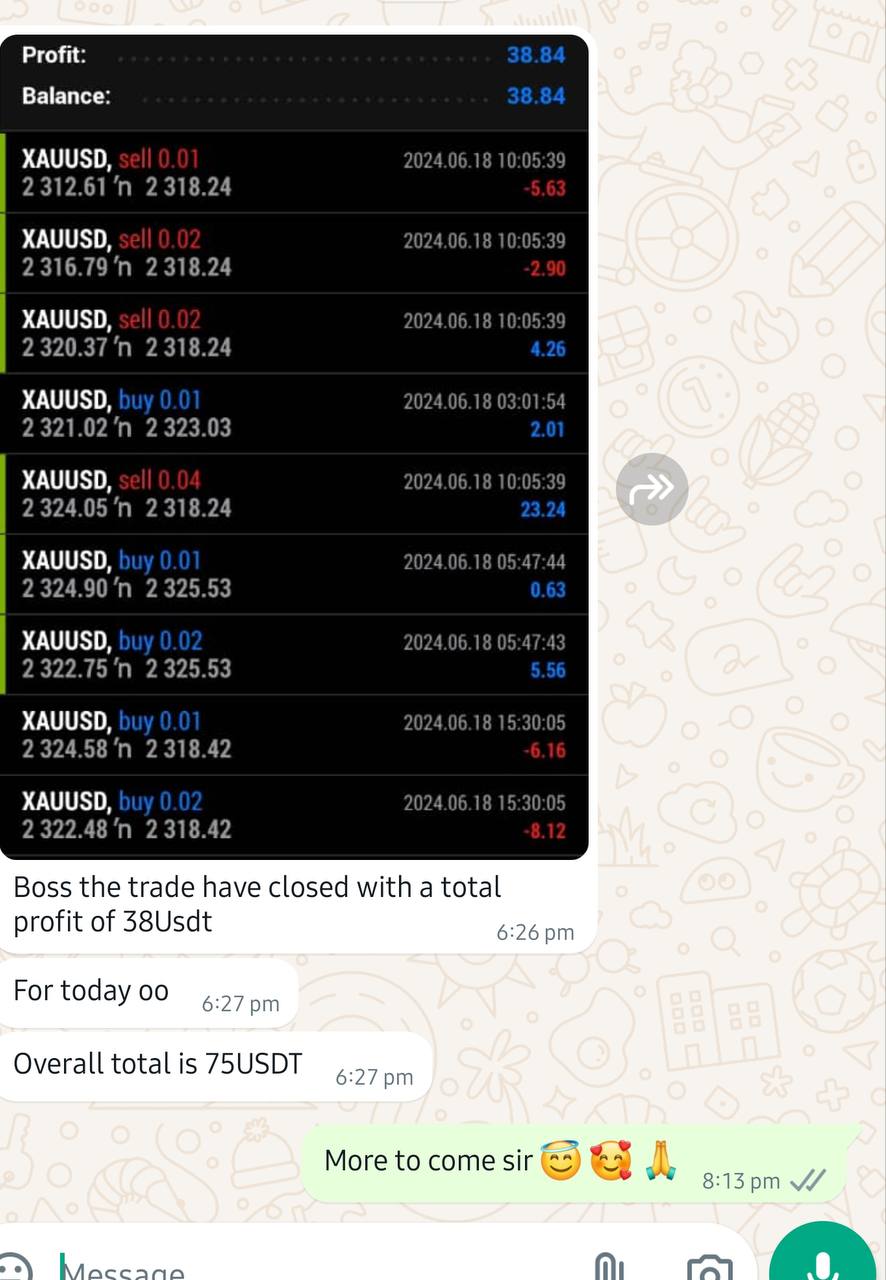 Profit: 38.84
Balance: 38.84
XAUUSD, sell 0.01 2024.06.18 10:05:39
2 312.61 ’n 2 318.24 -5.63
XAUUSD, sell 0.02 2024.06.18 10:05:39
2 316.79 ’n 2 318.24 -2.90
XAUUSD, sell 0.02 2024.06.18 10:05:39
2 320.37 ’n 2 318.24 4.26
XAUUSD, buy 0.01 2024.06.18 03:01:54
2 321.02 ’n 2 323.03 2.01
XAUUSD, sell 0.04 2024.06.18 10:05:39
2 324.05 ’n 2 318.24 23.24
XAUUSD, buy 0.01 2024.06.18 05:47:44
2 324.90 ’n 2 325.53 0.63
XAUUSD, buy 0.02 2024.06.18 05:47:43
2 322.75 ’n 2 325.53 5.56
XAUUSD, buy 0.01 2024.06.18 15:30:05
2 324.58 ’n 2 318.42 -6.16
XAUUSD, buy 0.02 2024.06.18 15:30:05
2 322.48 ’n 2 318.42 -8.12
Boss the trade have closed with a total
profit of 38Usdt 6:26 pm
For today oo 6:27 pm
Overall total is 75USDT 6:27 pm
More to come sir 😇 🥰 🙏 8:13 pm
Message